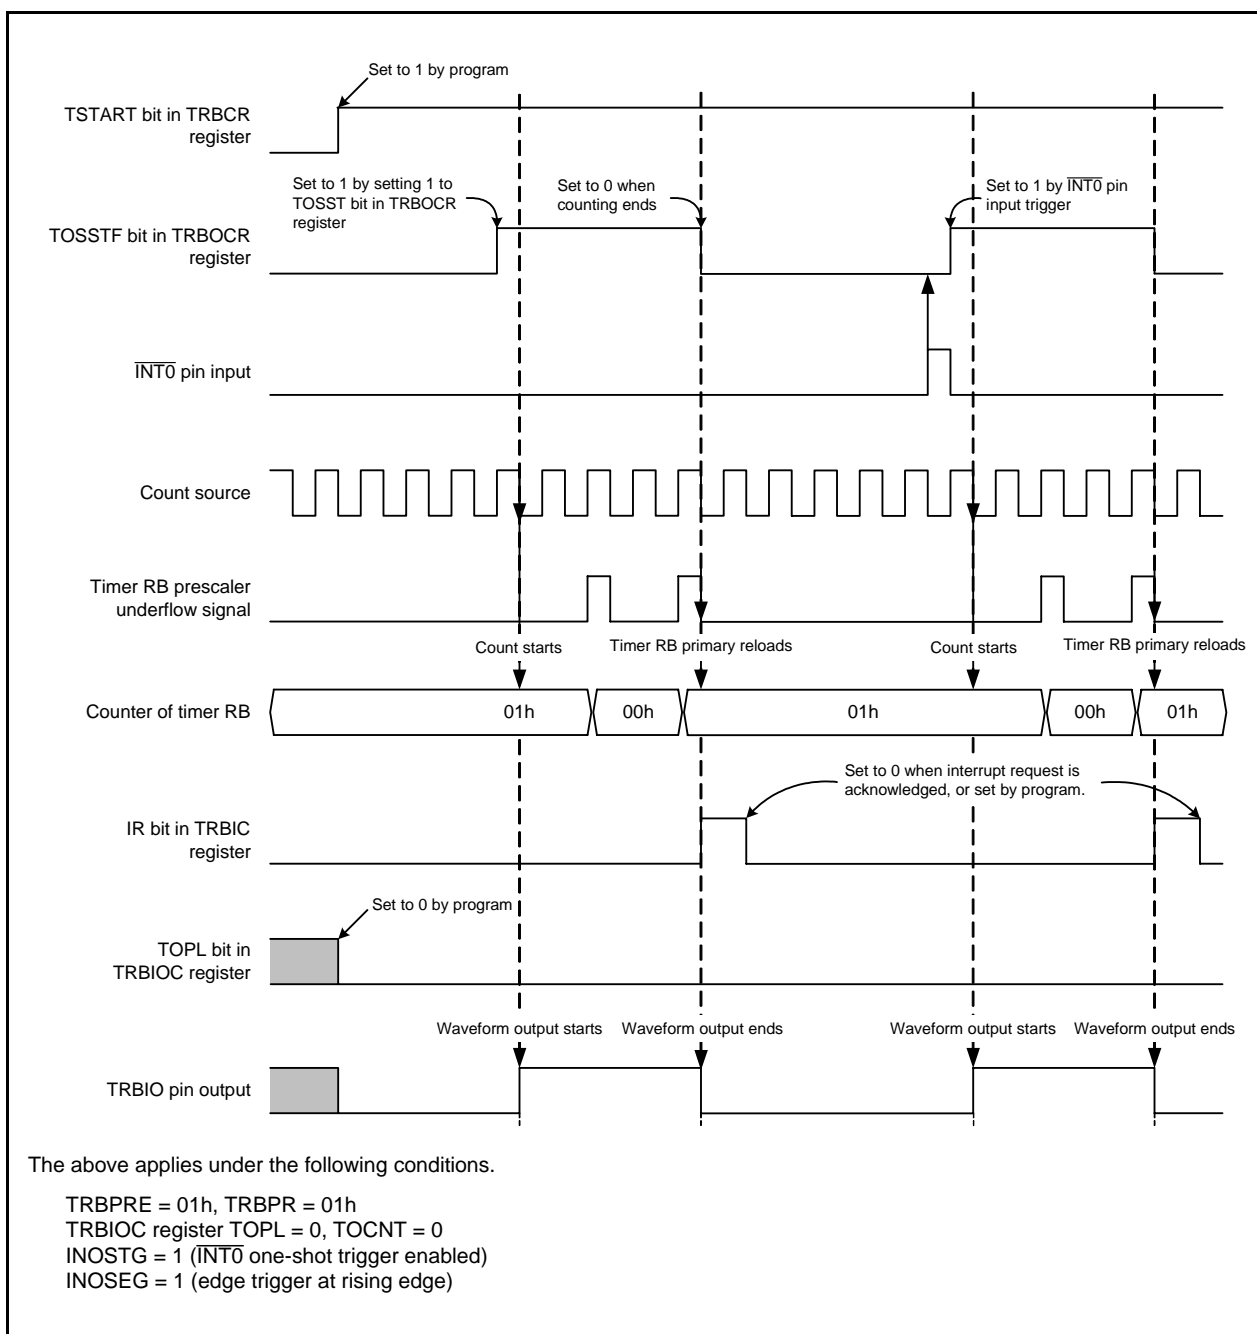 Set to 1 by program
TSTART bit in TRBCR
register
Set to 1 by setting 1 to
TOSST bit in TRBOCR
register
Set to 0 when
counting ends
Set to 1 by INT0 pin
input trigger
TOSSTF bit in TRBOCR
register
INT0 pin input
Count source
Timer RB prescaler
underflow signal
Count starts
Timer RB primary reloads
Count starts
Timer RB primary reloads
Counter of timer RB
01h
00h
01h
00h
01h
Set to 0 when interrupt request is
acknowledged, or set by program.
IR bit in TRBIC
register
Set to 0 by program
TOPL bit in
TRBIOC register
Waveform output starts
Waveform output ends
Waveform output starts
Waveform output ends
TRBIO pin output
The above applies under the following conditions.
TRBPRE = 01h, TRBPR = 01h
TRBIOC register TOPL = 0, TOCNT = 0
INOSTG = 1 (INT0 one-shot trigger enabled)
INOSEG = 1 (edge trigger at rising edge)